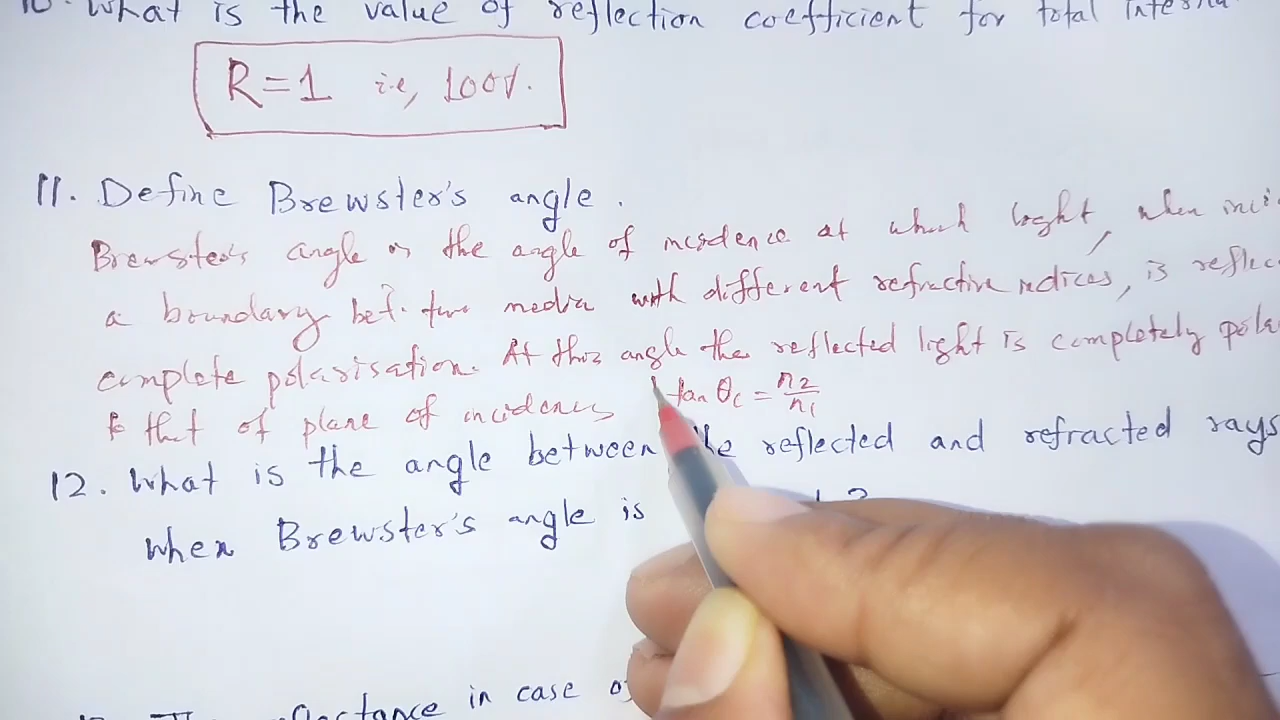 What is the value of reflection coefficient for total interna
R=1 i.e, 100%.
11. Define Brewster's angle.
Brewster's angle is the angle of incidence at which light, when inci
a boundary bet. two media with different refractive indices, is reflec
complete polarisation. At this angle the reflected light is completely pola
to that of plane of incidences tan θc = n2/n1
12. What is the angle between the reflected and refracted rays
when Brewster's angle is
in case of